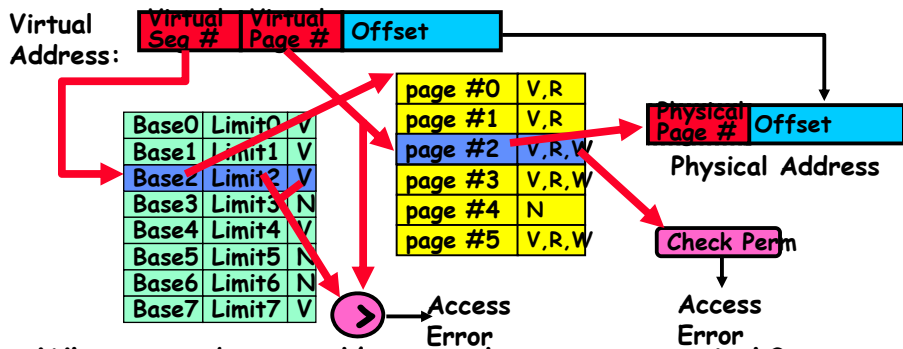 Virtual Address:
Virtual Seg # Virtual Page # Offset
Base0 Limit0 V
Base1 Limit1 V
Base2 Limit2 V
Base3 Limit3 N
Base4 Limit4 V
Base5 Limit5 N
Base6 Limit6 N
Base7 Limit7 V
page #0 V,R
page #1 V,R
page #2 V,R,W
page #3 V,R,W
page #4 N
page #5 V,R,W
Physical Page # Offset
Physical Address
Check Perm
>
Access Error
Access Error